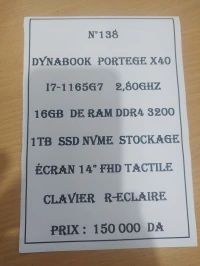 N°138
DYNABOOK PORTEGE X40
I7-1165G7 2,80GHZ
16GB DE RAM DDR4 3200
1TB SSD NVME STOCKAGE
ÉCRAN 14" FHD TACTILE
CLAVIER R-ECLAIRE
PRIX : 150 000 DA